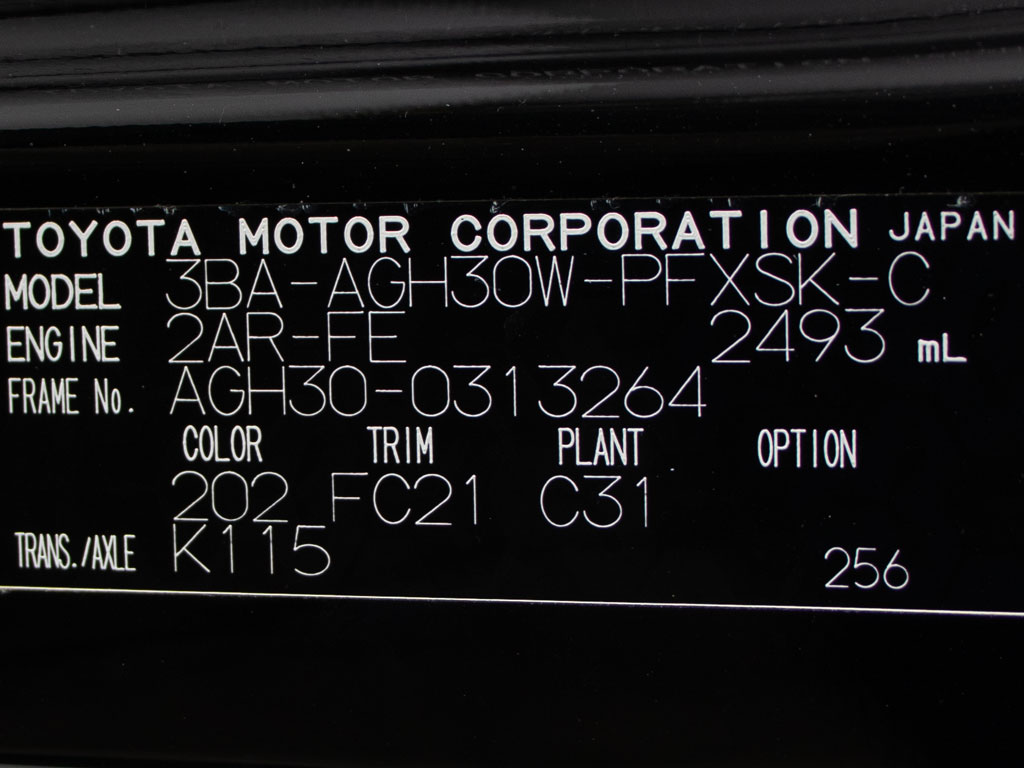 TOYOTA MOTOR CORPORATION JAPAN
MODEL 3BA-AGH30W-PFXSK-C
ENGINE 2AR-FE 2493 mL
FRAME No. AGH30-0313264
COLOR TRIM PLANT OPTION
202 FC21 C31
TRANS./AXLE K115 256